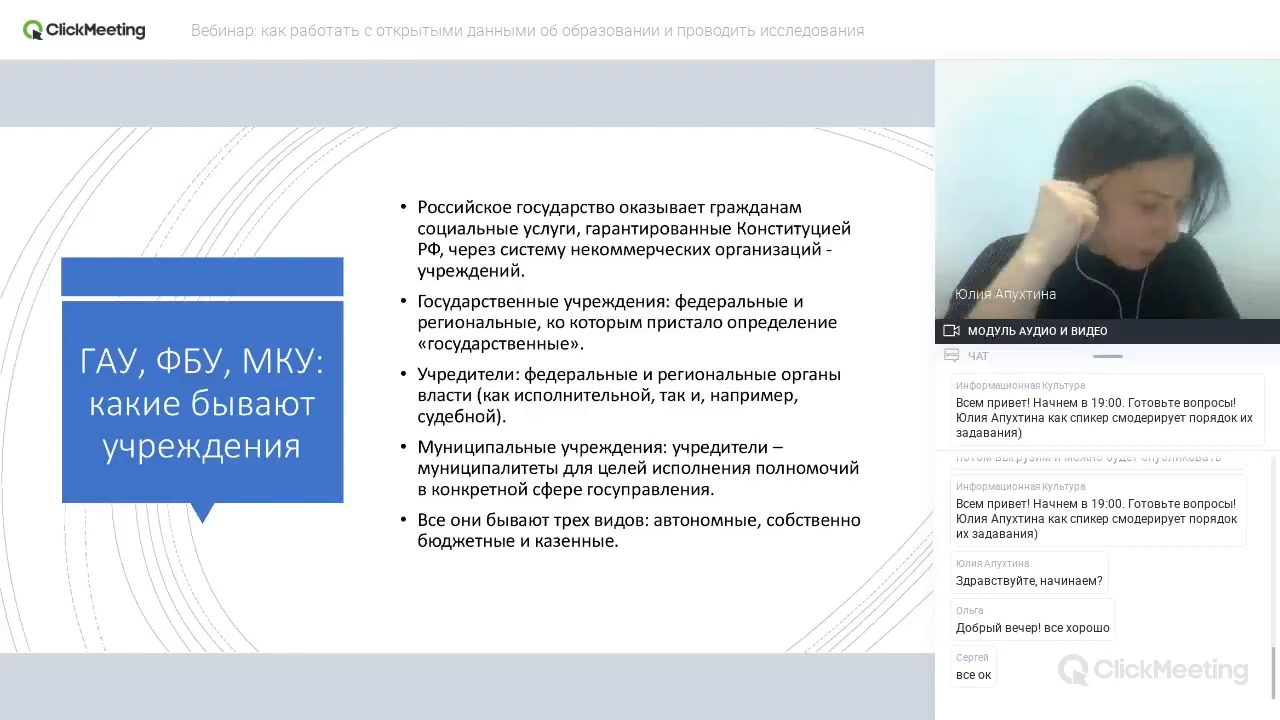 ClickMeeting
Вебинар: как работать с открытыми данными об образовании и проводить исследования
ГАУ, ФБУ, МКУ:
какие бывают
учреждения
• Российское государство оказывает гражданам
социальные услуги, гарантированные Конституцией
РФ, через систему некоммерческих организаций -
учреждений.
• Государственные учреждения: федеральные и
региональные, ко которым пристало определение
«государственные».
• Учредители: федеральные и региональные органы
власти (как исполнительной, так и, например,
судебной).
• Муниципальные учреждения: учредители –
муниципалитеты для целей исполнения полномочий
в конкретной сфере госуправления.
• Все они бывают трех видов: автономные, собственно
бюджетные и казенные.
Юлия Апухтина
МОДУЛЬ АУДИО И ВИДЕО
ЧАТ
Информационная Культура
Всем привет! Начнем в 19:00. Готовьте вопросы!
Юлия Апухтина как спикер смодерирует порядок их
задавания)
потом выгрузим и можно будет опубликовать
Информационная Культура
Всем привет! Начнем в 19:00. Готовьте вопросы!
Юлия Апухтина как спикер смодерирует порядок
их задавания)
Юлия Апухтина
Здравствуйте, начинаем?
Ольга
Добрый вечер! все хорошо
Сергей
все ок
ClickMeeting